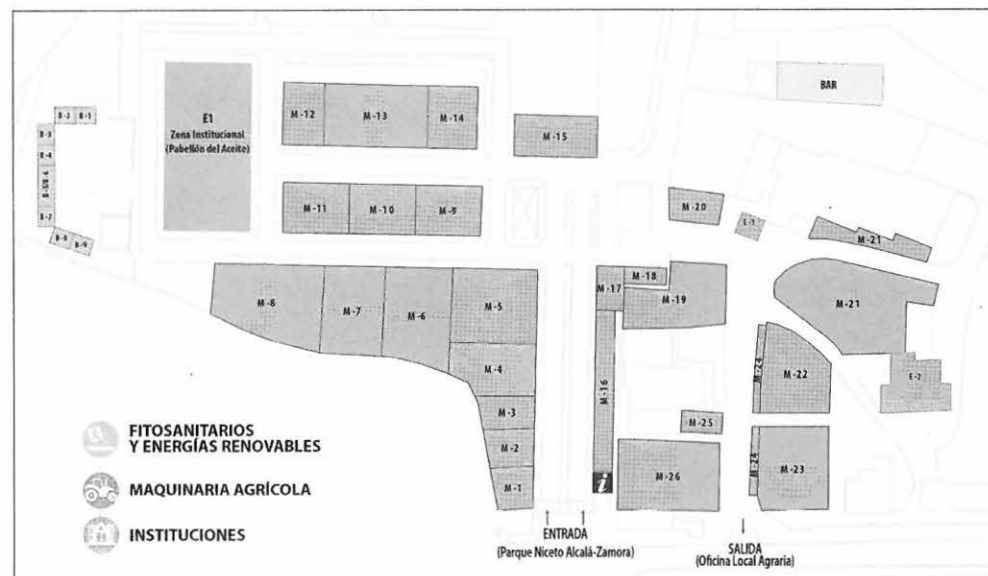 BAR
E1
Zona Institucional
(Pabellón del Aceite)
M-12
M-13
M-14
M-15
B-2
B-1
B-3
B-4
B-5/B-6
B-7
B-8
B-9
M-11
M-10
M-9
M-20
E-1
M-21
M-8
M-7
M-6
M-5
M-17
M-18
M-19
M-21
M-4
M-16
M-24
M-22
E-2
M-3
M-25
M-2
M-1
M-26
M-24
M-23
i
FITOSANITARIOS
Y ENERGÍAS RENOVABLES
MAQUINARIA AGRÍCOLA
INSTITUCIONES
ENTRADA
(Parque Niceto Alcalá-Zamora)
SALIDA
(Oficina Local Agraria)